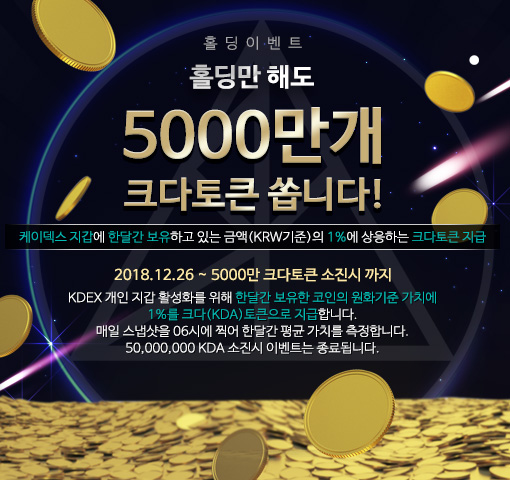 홀딩이벤트
홀딩만 해도
5000만개
크다토큰 쏩니다!
케이덱스 지갑에 한달간 보유하고 있는 금액(KRW기준)의 1%에 상용하는 크다토큰 지급
2018.12.26 ~ 5000만 크다토큰 소진시 까지
KDEX 개인 지갑 활성화를 위해 한달간 보유한 코인의 원화기준 가치에
1%를 크다(KDA)토큰으로 지급합니다.
매일 스냅샷을 06시에 찍어 한달간 평균 가치를 측정합니다.
50,000,000 KDA 소진시 이벤트는 종료됩니다.